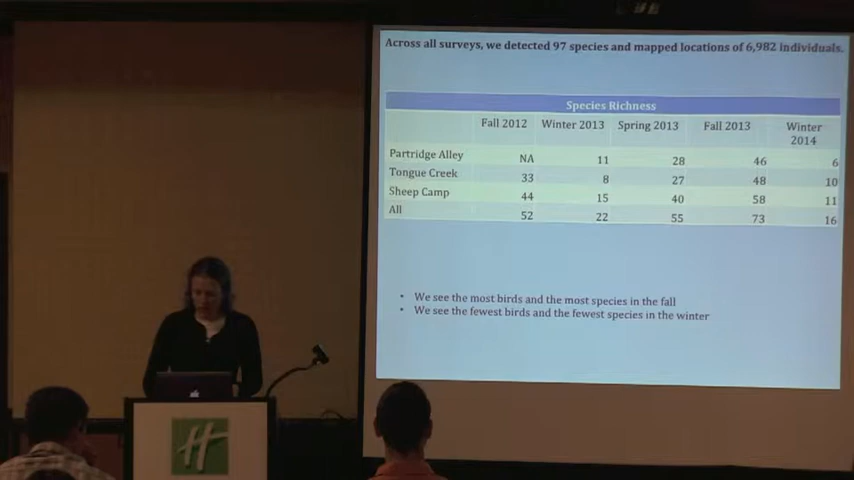 Across all surveys, we detected 97 species and mapped locations of 6,982 individuals.
Species Richness
Fall 2012 Winter 2013 Spring 2013 Fall 2013 Winter 2014
Partridge Alley NA 11 28 46 6
Tongue Creek 33 8 27 48 10
Sheep Camp 44 15 40 58 11
All 52 22 55 73 16
• We see the most birds and the most species in the fall
• We see the fewest birds and the fewest species in the winter
H